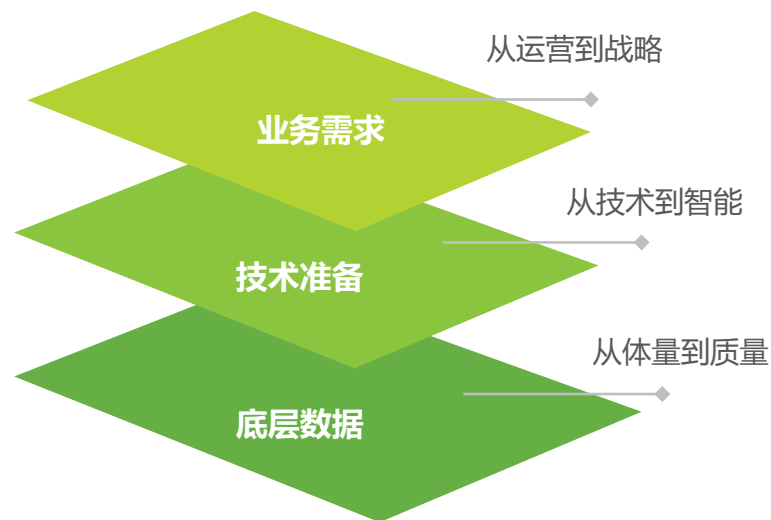 从运营到战略
业务需求
从技术到智能
技术准备
从体量到质量
底层数据